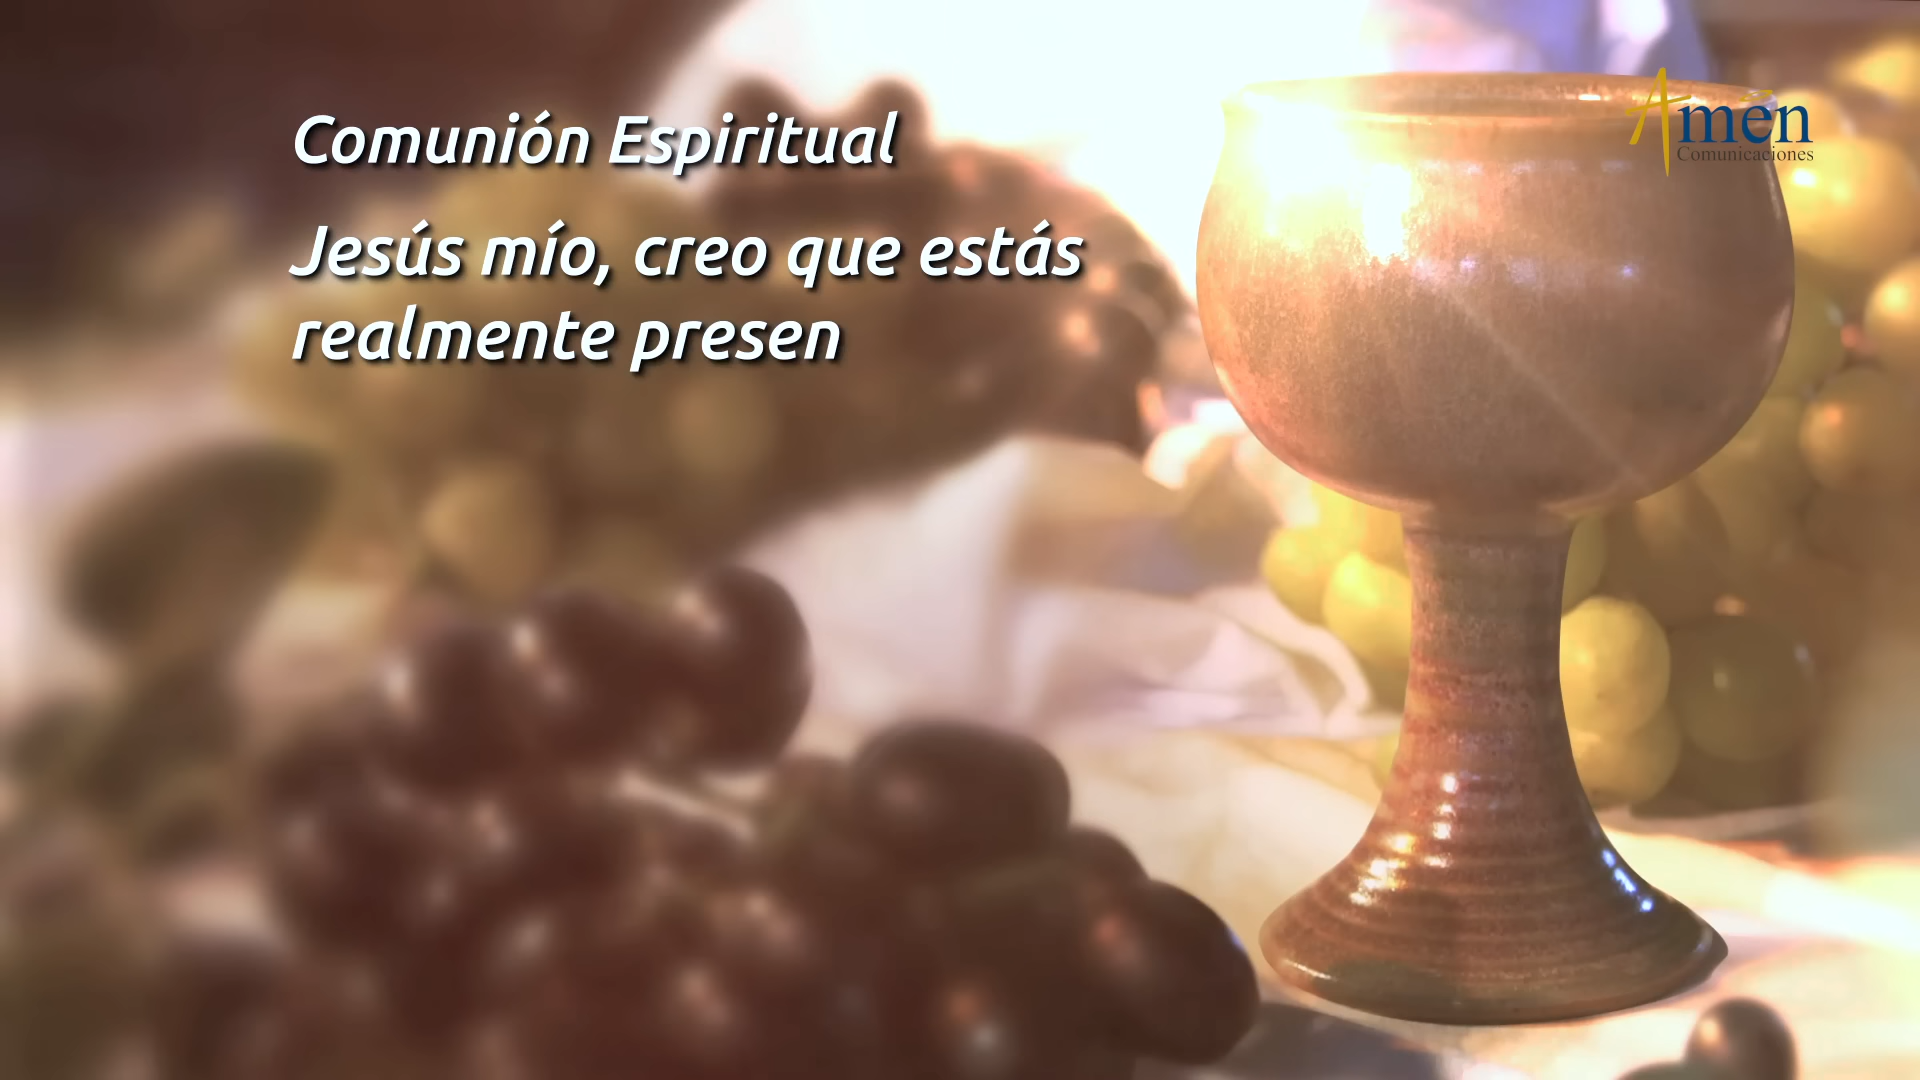 Comunión Espiritual
Jesús mío, creo que estás
realmente presen
Amén
Comunicaciones